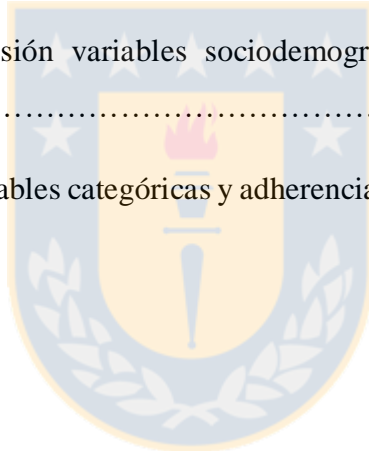 sión variables sociodemogr
……………………………………
ables categóricas y adherencia